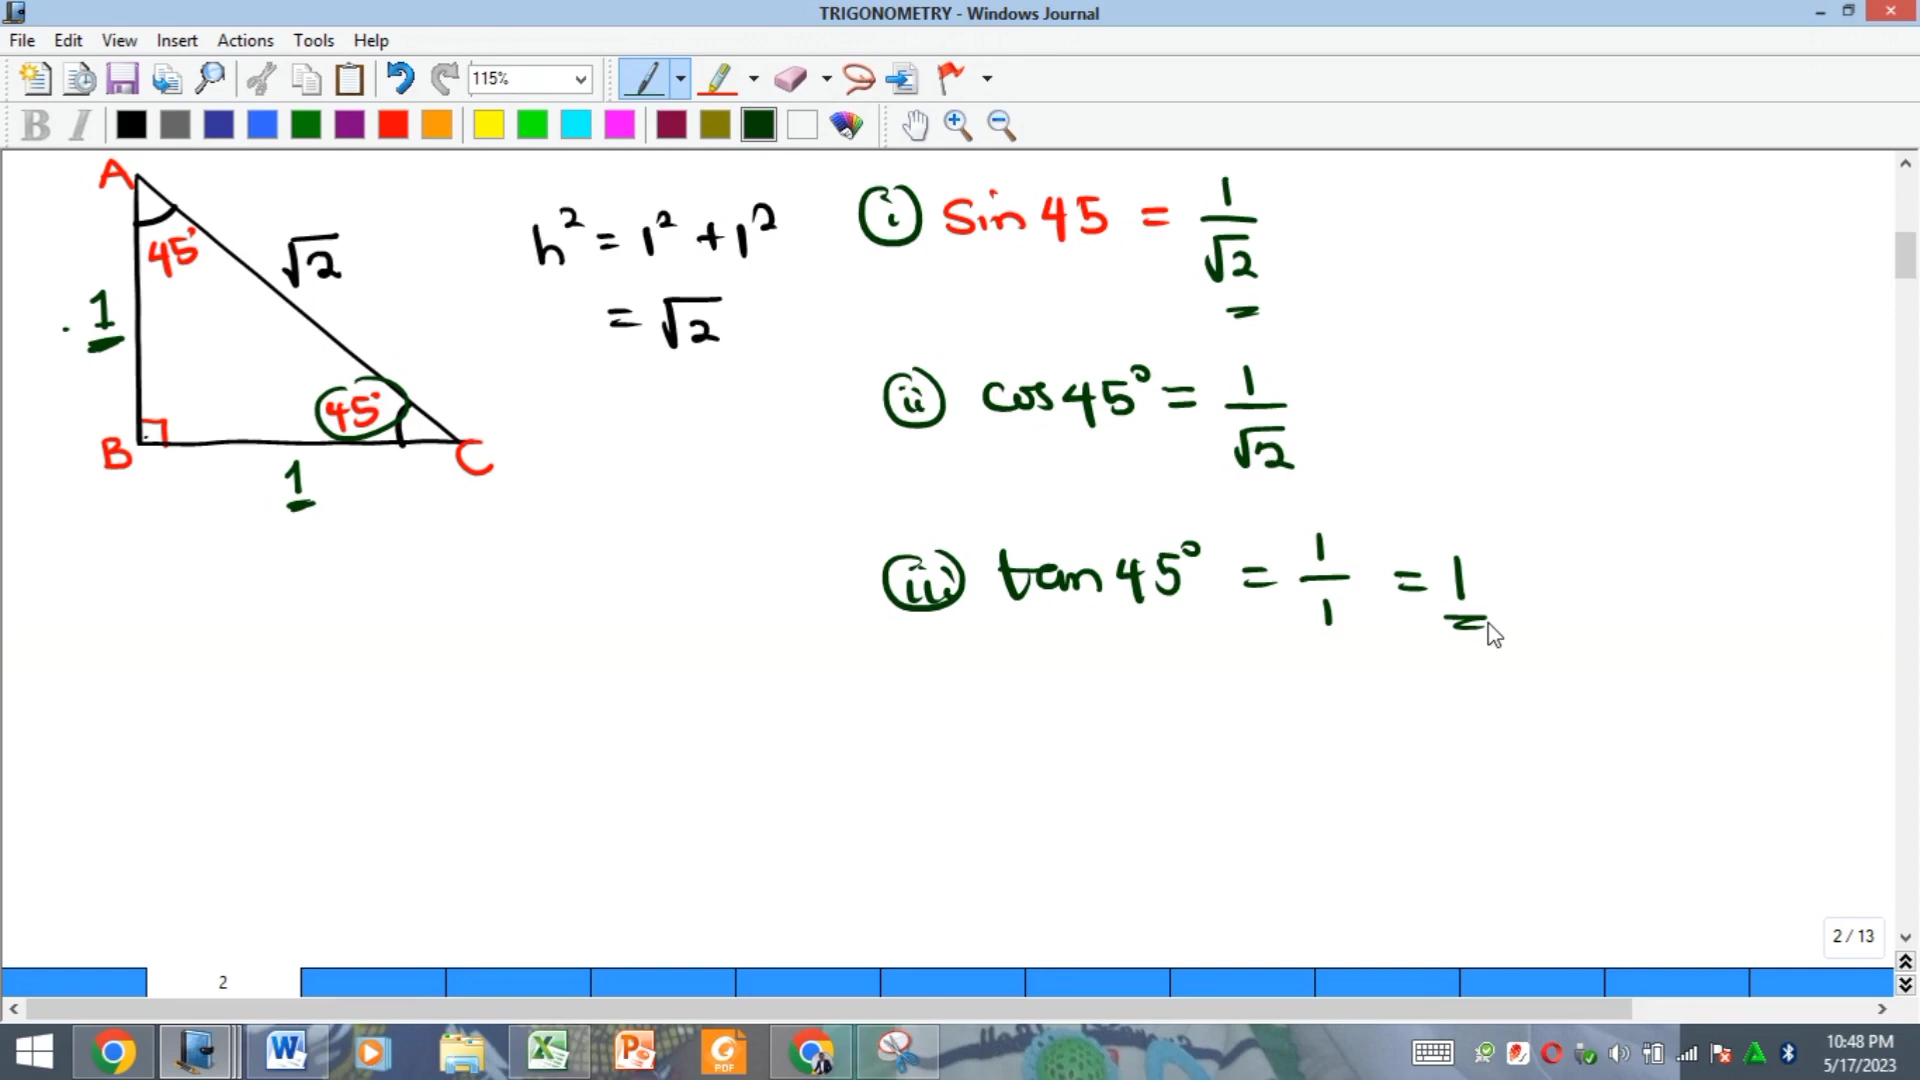 TRIGONOMETRY - Windows Journal
File Edit View Insert Actions Tools Help
115%
B I
A
45°
√2
1
45°
B
C
1
h² = 1² + 1²
= √2
(i) Sin 45 = 1/√2
(ii) cos 45° = 1/√2
(iii) tan 45° = 1/1 = 1
2 / 13
2
10:48 PM
5/17/2023